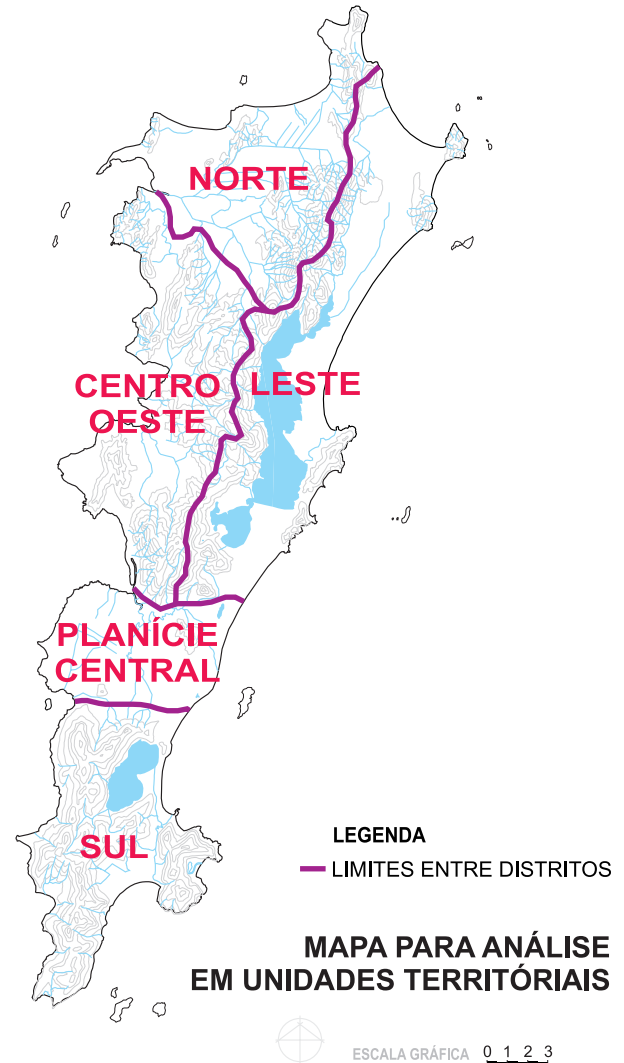 NORTE
CENTRO
OESTE
LESTE
PLANÍCIE
CENTRAL
SUL
LEGENDA
LIMITES ENTRE DISTRITOS
MAPA PARA ANÁLISE
EM UNIDADES TERRITÓRIAIS
ESCALA GRÁFICA 0 1 2 3